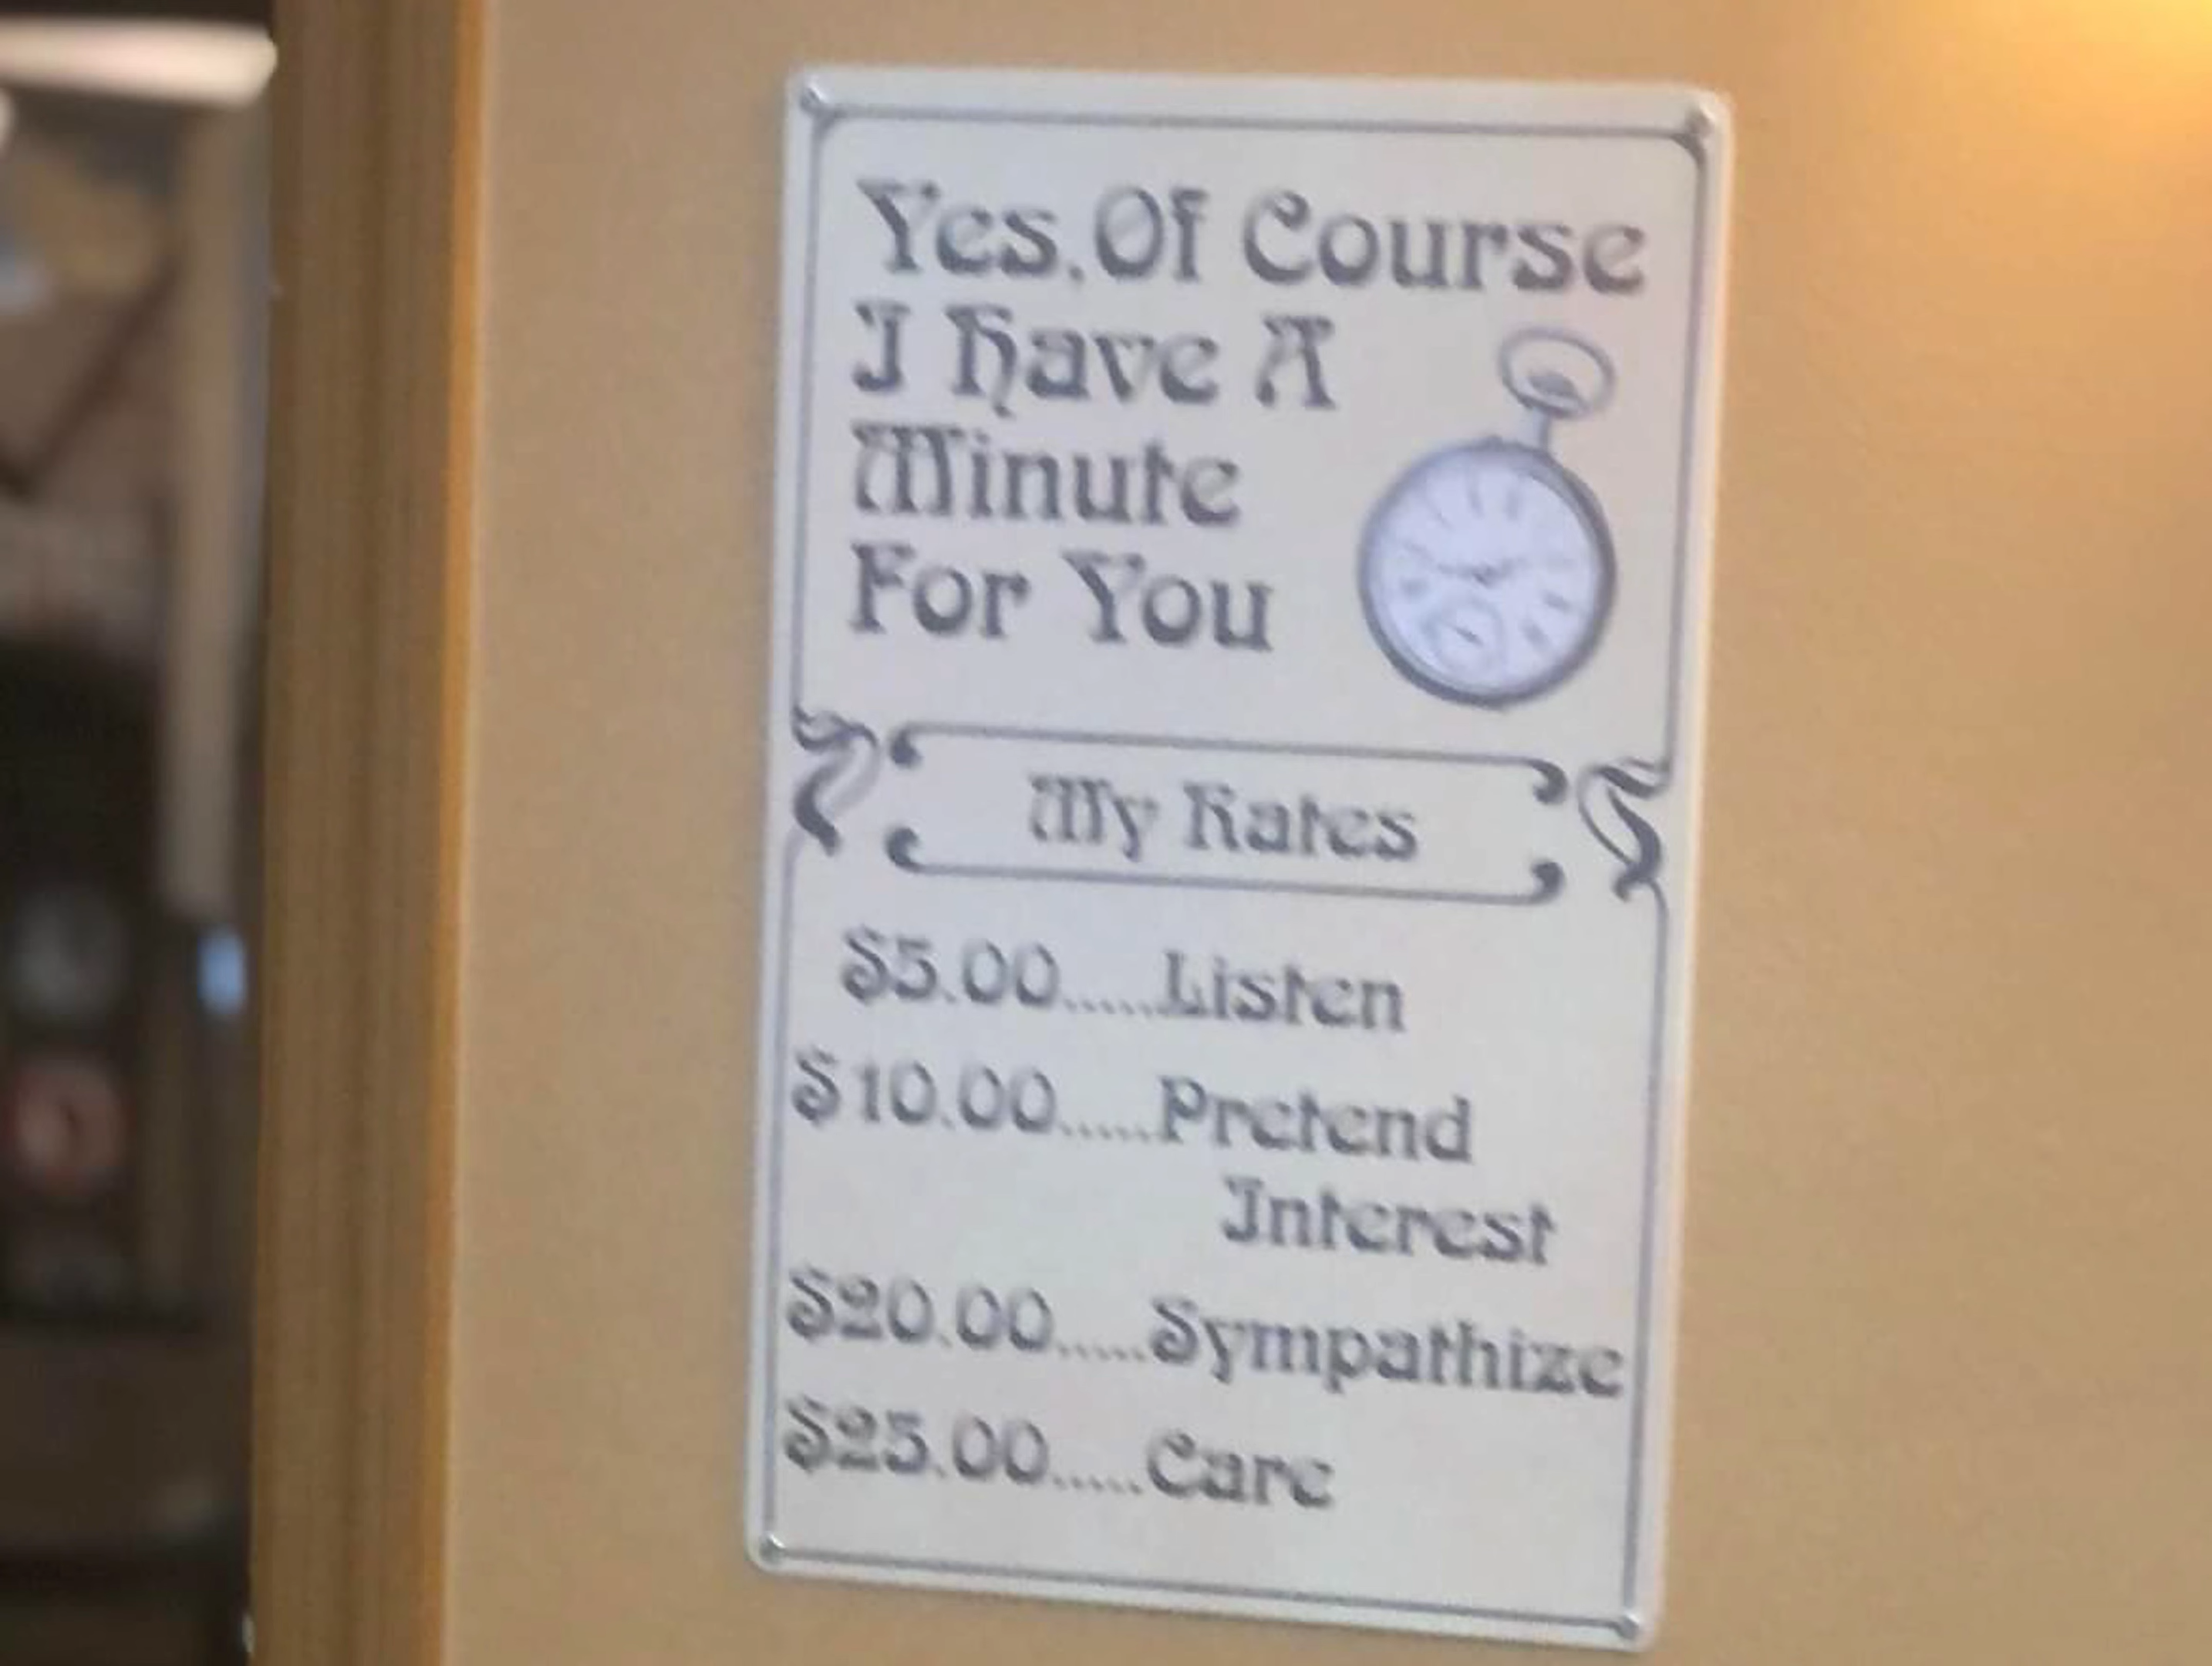 Yes, Of Course
I Have A
Minute
For You
My Rates
$5.00.....Listen
$10.00.....Pretend
Interest
$20.00.....Sympathize
$25.00.....Care